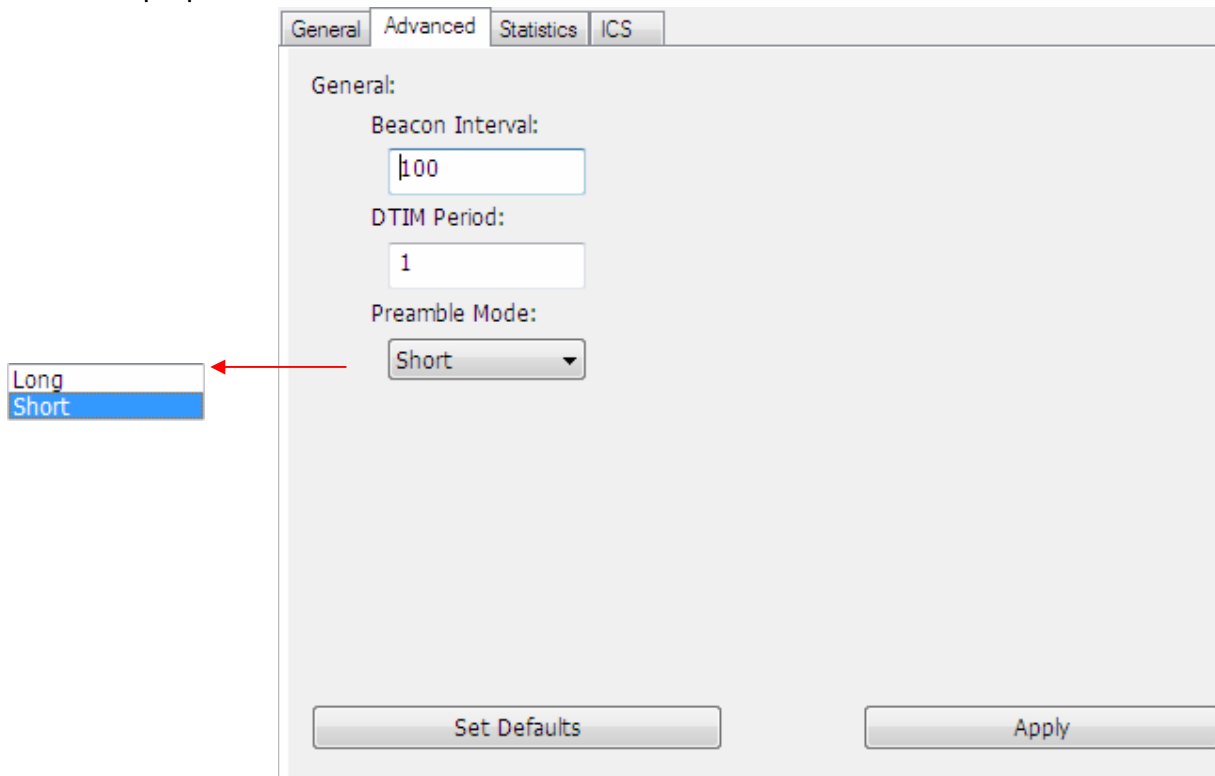 General Advanced Statistics ICS
General:
Beacon Interval:
100
DTIM Period:
1
Preamble Mode:
Short
Long
Short
Set Defaults Apply